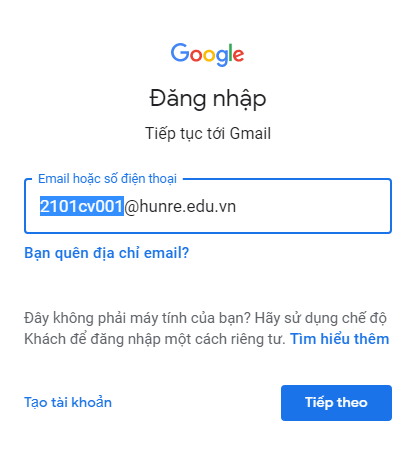 Google
Đăng nhập
Tiếp tục tới Gmail
Email hoặc số điện thoại
2101cv001@hunre.edu.vn
Bạn quên địa chỉ email?
Đây không phải máy tính của bạn? Hãy sử dụng chế độ
Khách để đăng nhập một cách riêng tư. Tìm hiểu thêm
Tạo tài khoản
Tiếp theo